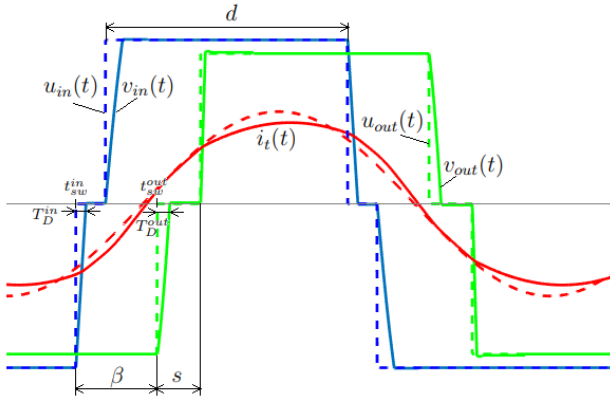 d
u_{in}(t) v_{in}(t)
i_t(t)
u_{out}(t)
v_{out}(t)
t_{sw}^{in} t_{sw}^{out}
T_D^{in} T_D^{out}
β s